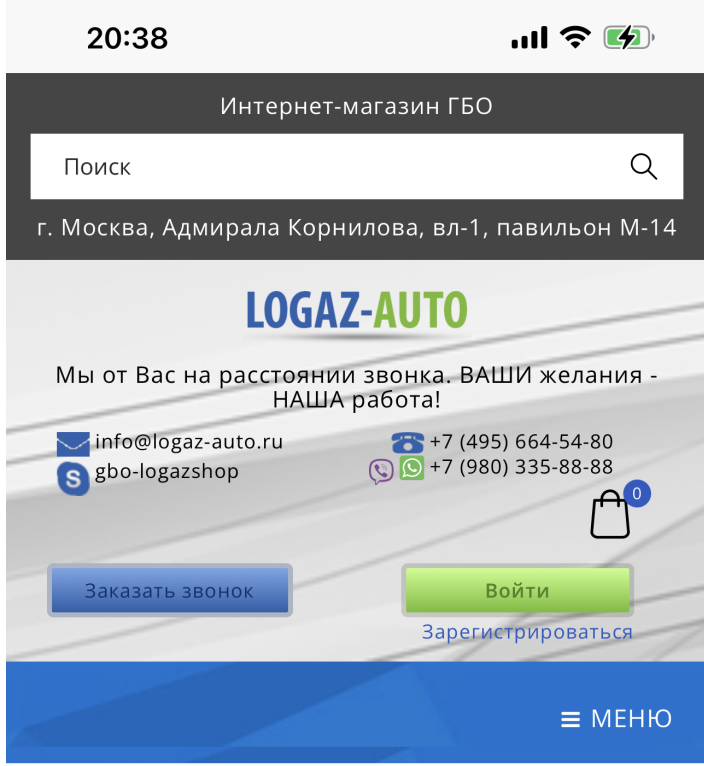 20:38
Интернет-магазин ГБО
Поиск
г. Москва, Адмирала Корнилова, вл-1, павильон М-14
LOGAZ-AUTO
Мы от Вас на расстоянии звонка. ВАШИ желания -
НАША работа!
info@logaz-auto.ru
+7 (495) 664-54-80
gbo-logazshop
+7 (980) 335-88-88
0
Заказать звонок
Войти
Зарегистрироваться
МЕНЮ